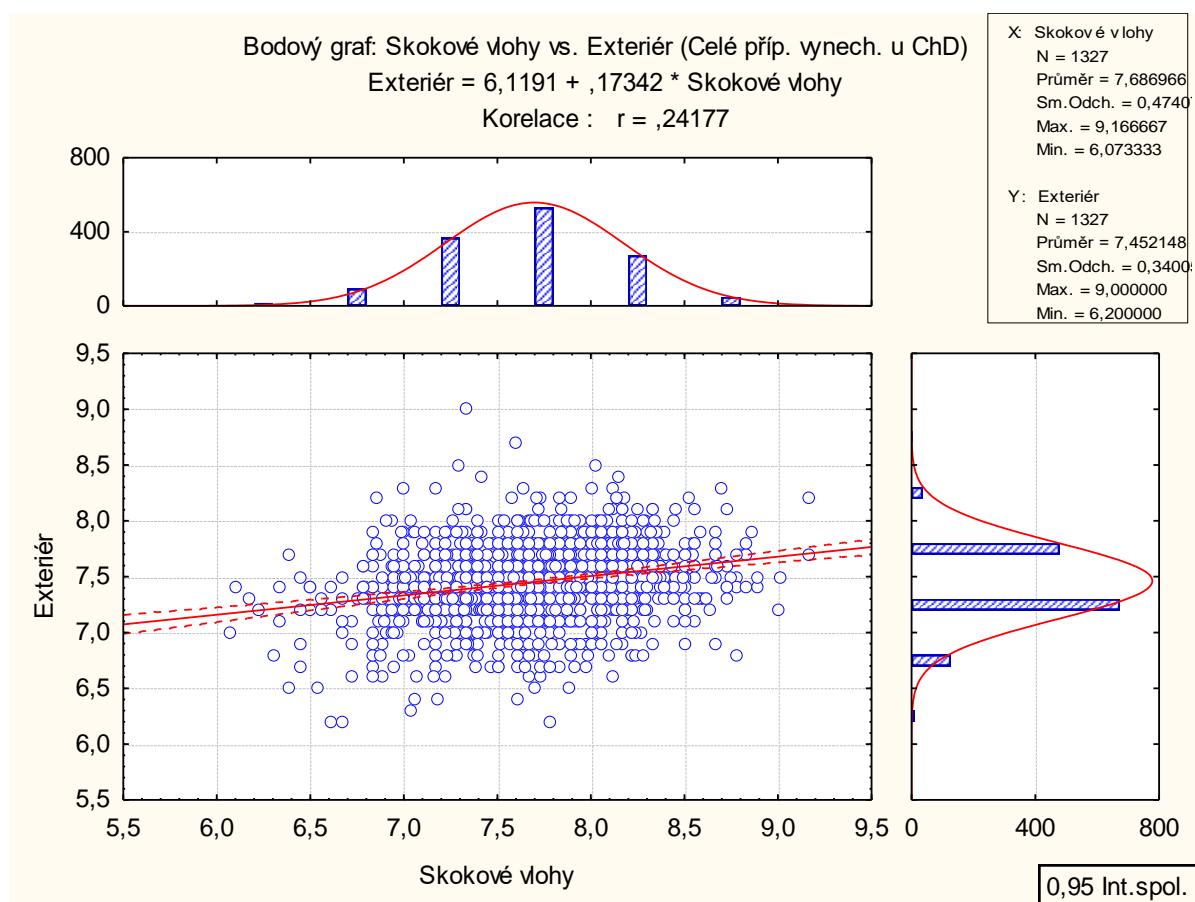 Bodový graf: Skokové vlohy vs. Exteriér (Celé příp. vynech. u ChD)
Exteriér = 6,1191 + ,17342 * Skokové vlohy
Korelace : r = ,24177
X: Skokové vlohy
N = 1327
Průměr = 7,686966
Sm.Odch. = 0,4740
Max. = 9,166667
Min. = 6,073333
Y: Exteriér
N = 1327
Průměr = 7,452148
Sm.Odch. = 0,34005
Max. = 9,000000
Min. = 6,200000
800
400
0
9,5
9,0
8,5
8,0
7,5
7,0
6,5
6,0
5,5
Exteriér
5,5 6,0 6,5 7,0 7,5 8,0 8,5 9,0 9,5
Skokové vlohy
0 400 800
0,95 Int.spol.